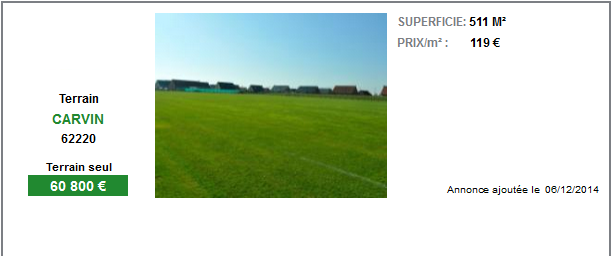 Terrain
CARVIN
62220
Terrain seul
60 800 €
SUPERFICIE: 511 M²
PRIX/m² : 119 €
Annonce ajoutée le 06/12/2014